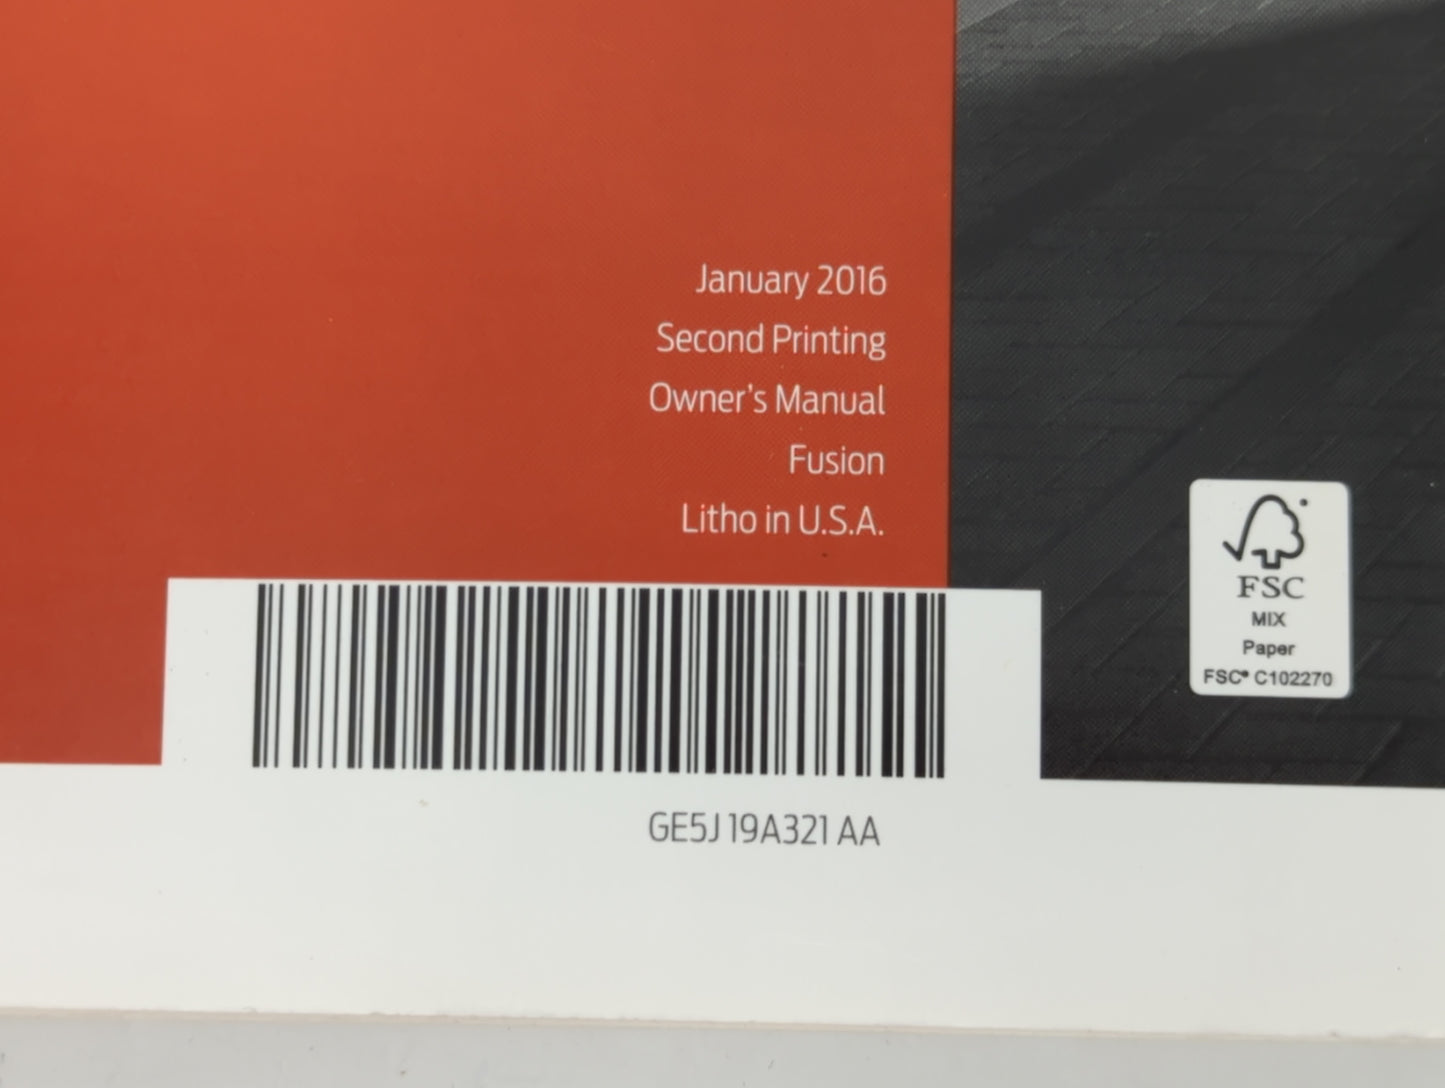 January 2016
Second Printing
Owner's Manual
Fusion
Litho in U.S.A.
FSC
MIX
Paper
FSC® C102270
GE5J 19A321 AA